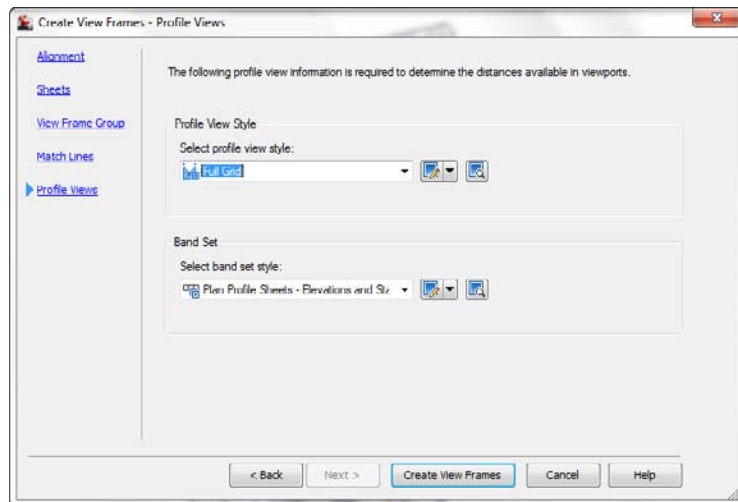 Create View Frames - Profile Views
Alignment
Sheets
View Frame Group
Match Lines
Profile Views
The following profile view information is required to determine the distances available in viewports.
Profile View Style
Select profile view style:
Full Grid
Band Set
Select band set style:
Plan Profile Sheets - Elevations and Sta
< Back
Next >
Create View Frames
Cancel
Help